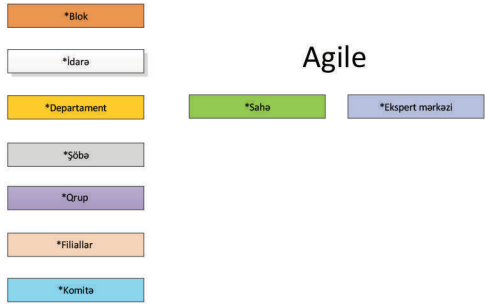 *Blok
*İdarə
Agile
*Departament
*Sahə
*Ekspert mərkəzi
*Şöbə
*Qrup
*Filiallar
*Komitə